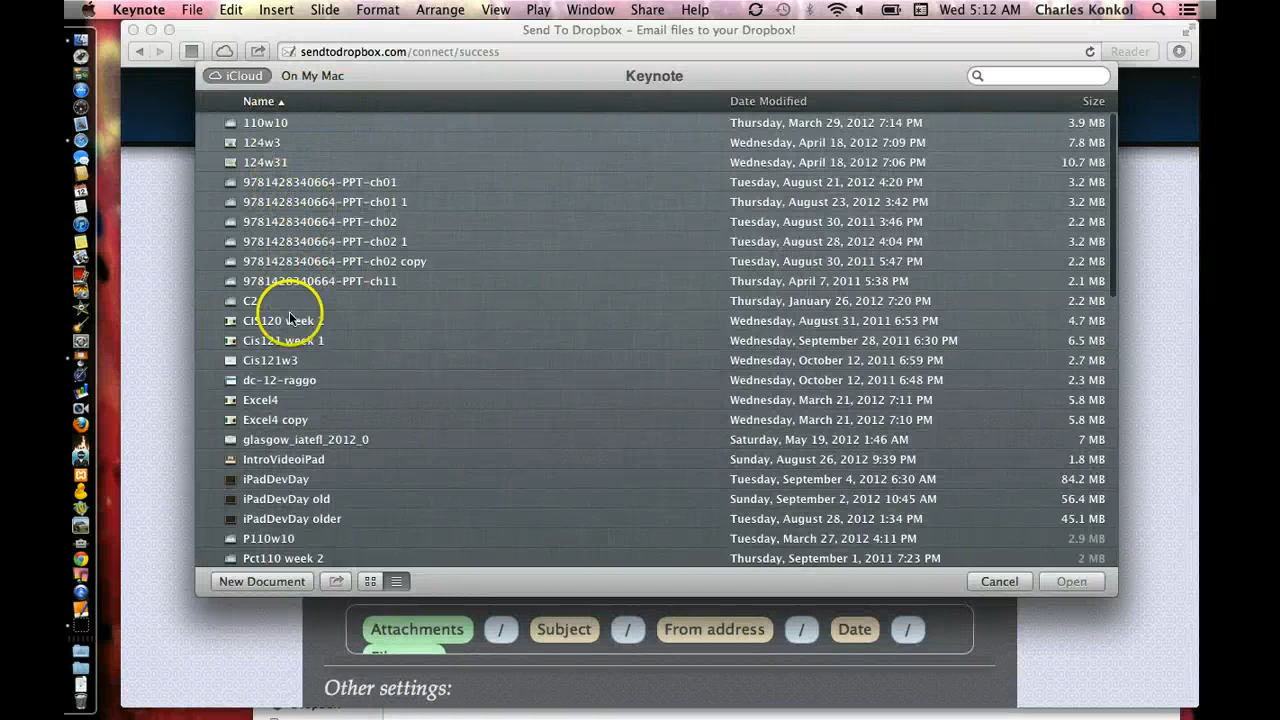 Keynote File Edit Insert Slide Format Arrange View Window Play Share Help Wed 5:12 AM Charles Konkol
Send To Dropbox – Email files to your Dropbox!
sendtodropbox.com/connect/success Reader
iCloud On My Mac Keynote
Name Date Modified Size
110w10 Thursday, March 29, 2012 7:14 PM 3.9 MB
124w3 Wednesday, April 18, 2012 7:09 PM 7.8 MB
124w31 Wednesday, April 18, 2012 7:06 PM 10.7 MB
9781428340664-PPT-ch01 Tuesday, August 21, 2012 4:20 PM 3.2 MB
9781428340664-PPT-ch01 1 Thursday, August 23, 2012 3:42 PM 3.2 MB
9781428340664-PPT-ch02 Tuesday, August 30, 2011 3:46 PM 2.2 MB
9781428340664-PPT-ch02 1 Tuesday, August 28, 2012 4:04 PM 3.2 MB
9781428340664-PPT-ch02 copy Tuesday, August 30, 2011 5:47 PM 2.2 MB
9781428340664-PPT-ch11 Thursday, April 7, 2011 5:38 PM 2.1 MB
C2 Thursday, January 26, 2012 7:20 PM 2.2 MB
CIS120 week Wednesday, August 31, 2011 6:53 PM 4.7 MB
Cis121 week 1 Wednesday, September 28, 2011 6:30 PM 6.5 MB
Cis121w3 Wednesday, October 12, 2011 6:59 PM 2.7 MB
dc-12-raggo Wednesday, October 12, 2011 6:48 PM 2.3 MB
Excel4 Wednesday, March 21, 2012 7:11 PM 5.8 MB
Excel4 copy Wednesday, March 21, 2012 7:10 PM 5.8 MB
glasgow_iatefl_2012_0 Saturday, May 19, 2012 1:46 AM 7 MB
IntroVideoiPad Sunday, August 26, 2012 9:39 PM 1.8 MB
iPadDevDay Tuesday, September 4, 2012 6:30 AM 84.2 MB
iPadDevDay old Sunday, September 2, 2012 10:45 AM 56.4 MB
iPadDevDay older Tuesday, August 28, 2012 1:34 PM 45.1 MB
P110w10 Tuesday, March 27, 2012 4:11 PM 2.9 MB
Pct110 week 2 Thursday, September 1, 2011 7:23 PM 2 MB
New Document Cancel Open
Attachments / Subject / From address / Date /
Other settings: